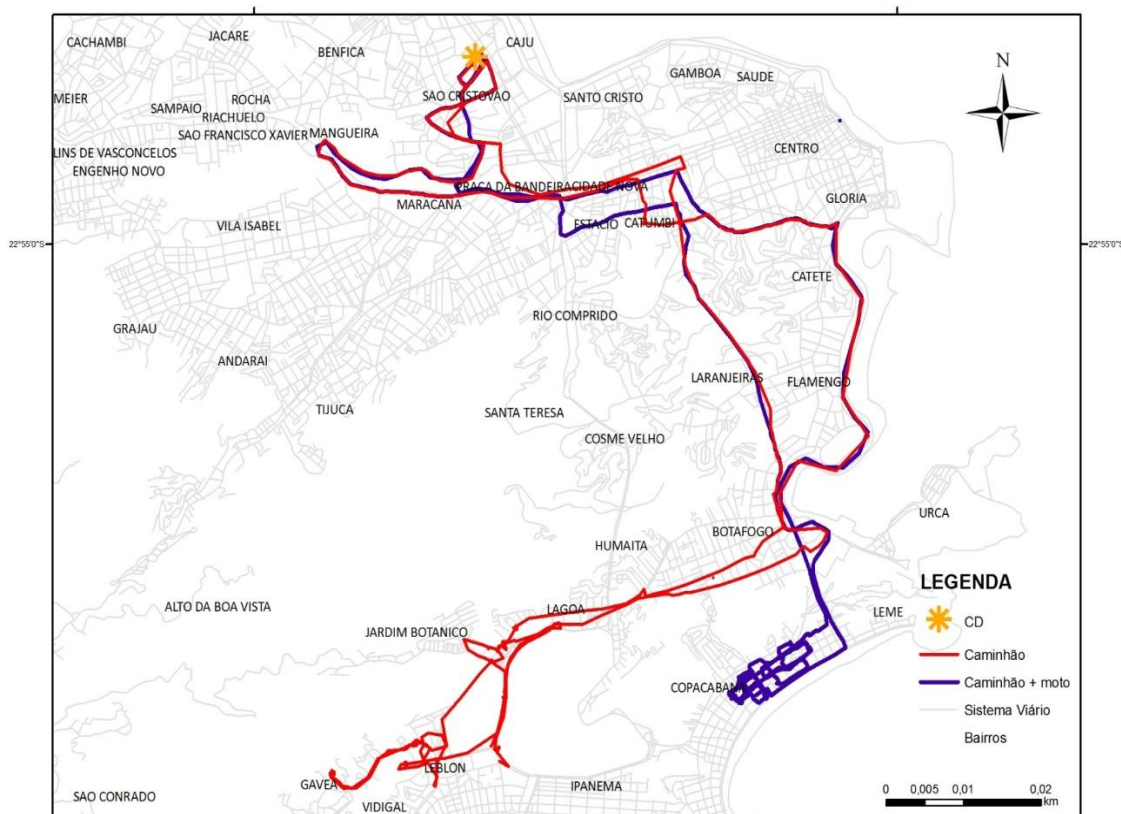 CACHAMBI
JACARE
BENFICA
CAJU
N
GAMBOA
SAUDE
MEIER
SAMPAIO
ROCHA
RIACHUELO
SAO CRISTOVAO
SANTO CRISTO
SAO FRANCISCO XAVIER
MANGUEIRA
LINS DE VASCONCELOS
ENGENHO NOVO
CENTRO
PRACA DA BANDEIRA
CIDADE NOVA
MARACANA
GLORIA
VILA ISABEL
ESTACIO
CATUMBI
22°55'0"S
22°55'0"S
CATETE
RIO COMPRIDO
GRAJAU
ANDARAI
LARANJEIRAS
FLAMENGO
TIJUCA
SANTA TERESA
COSME VELHO
URCA
BOTAFOGO
HUMAITA
LEGENDA
ALTO DA BOA VISTA
LAGOA
LEME
CD
JARDIM BOTANICO
Caminhão
COPACABANA
Caminhão + moto
Sistema Viário
Bairros
LEBLON
GAVEA
IPANEMA
SAO CONRADO
VIDIGAL
0 0,005 0,01 0,02
km